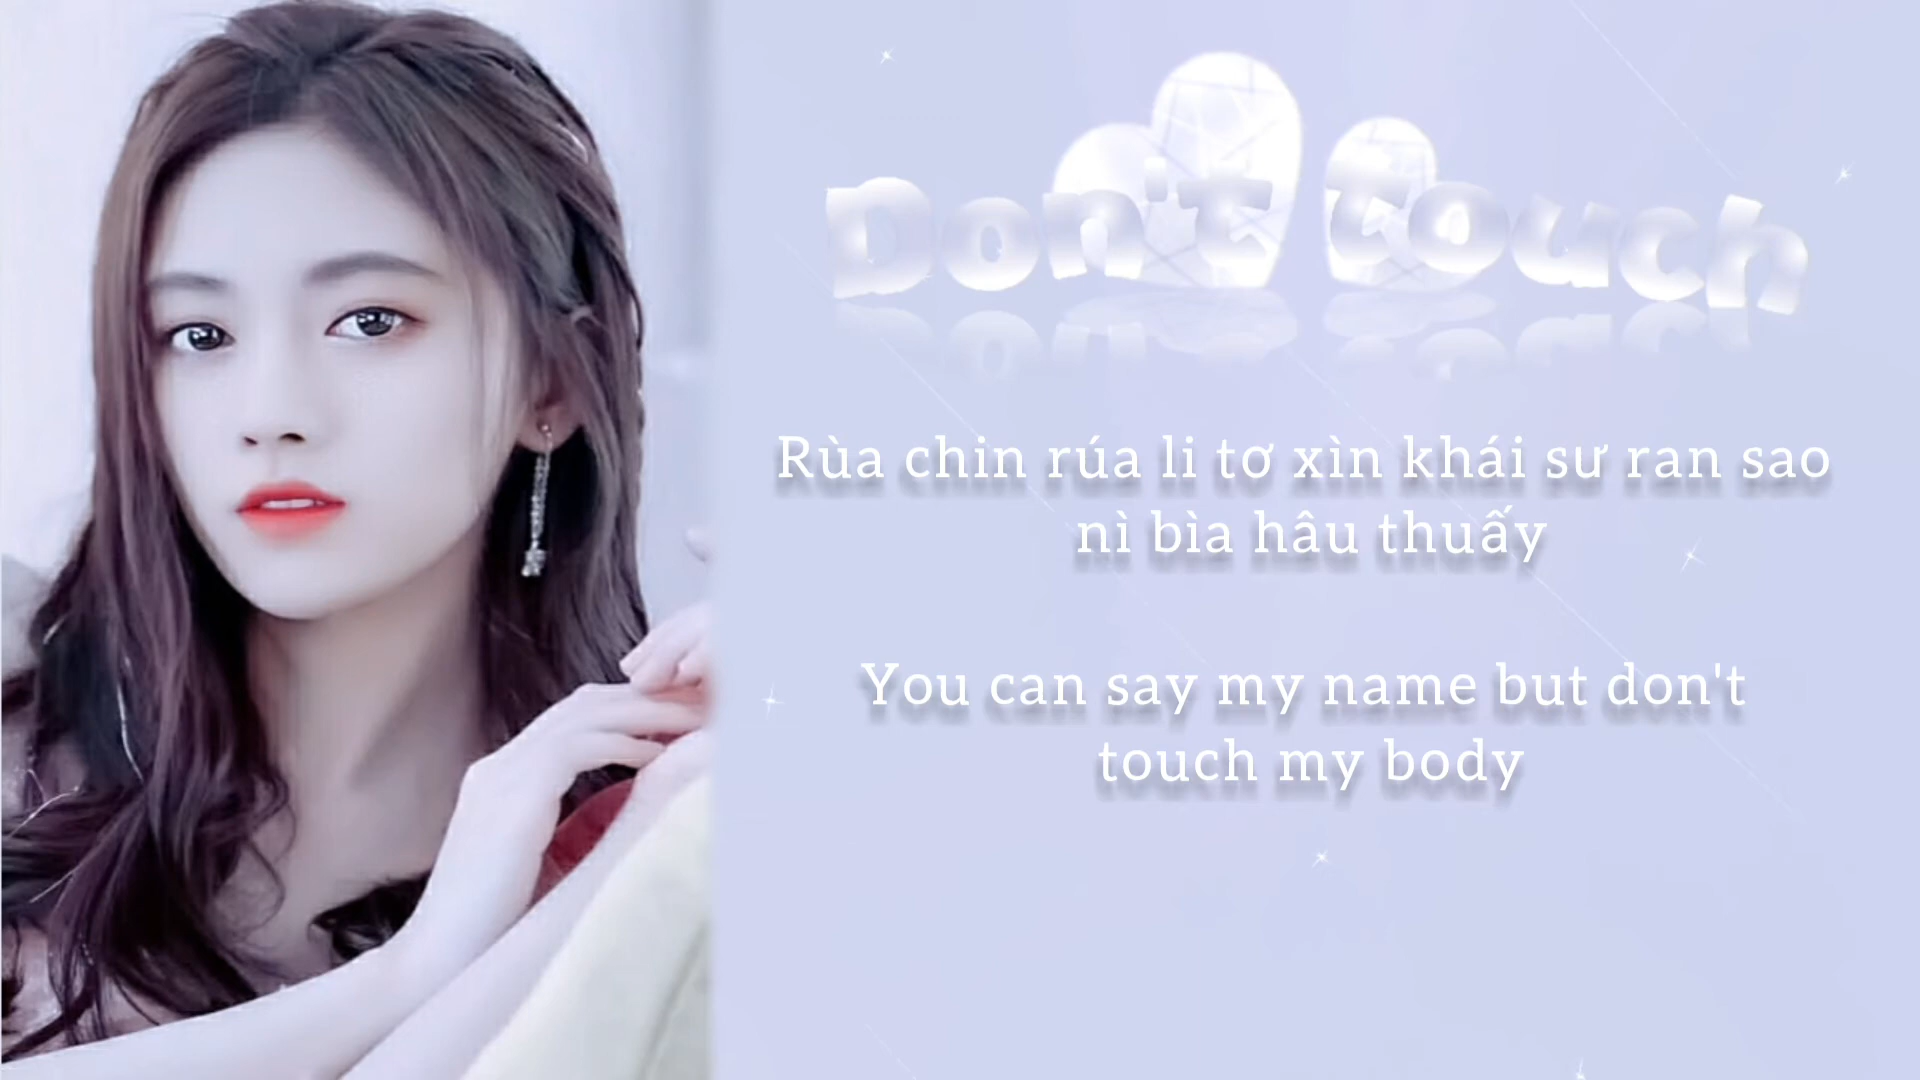 Don't touch
Rùa chin rúa li tơ xìn khái sư ran sao
nì bìa hâu thuấy
You can say my name but don't
touch my body